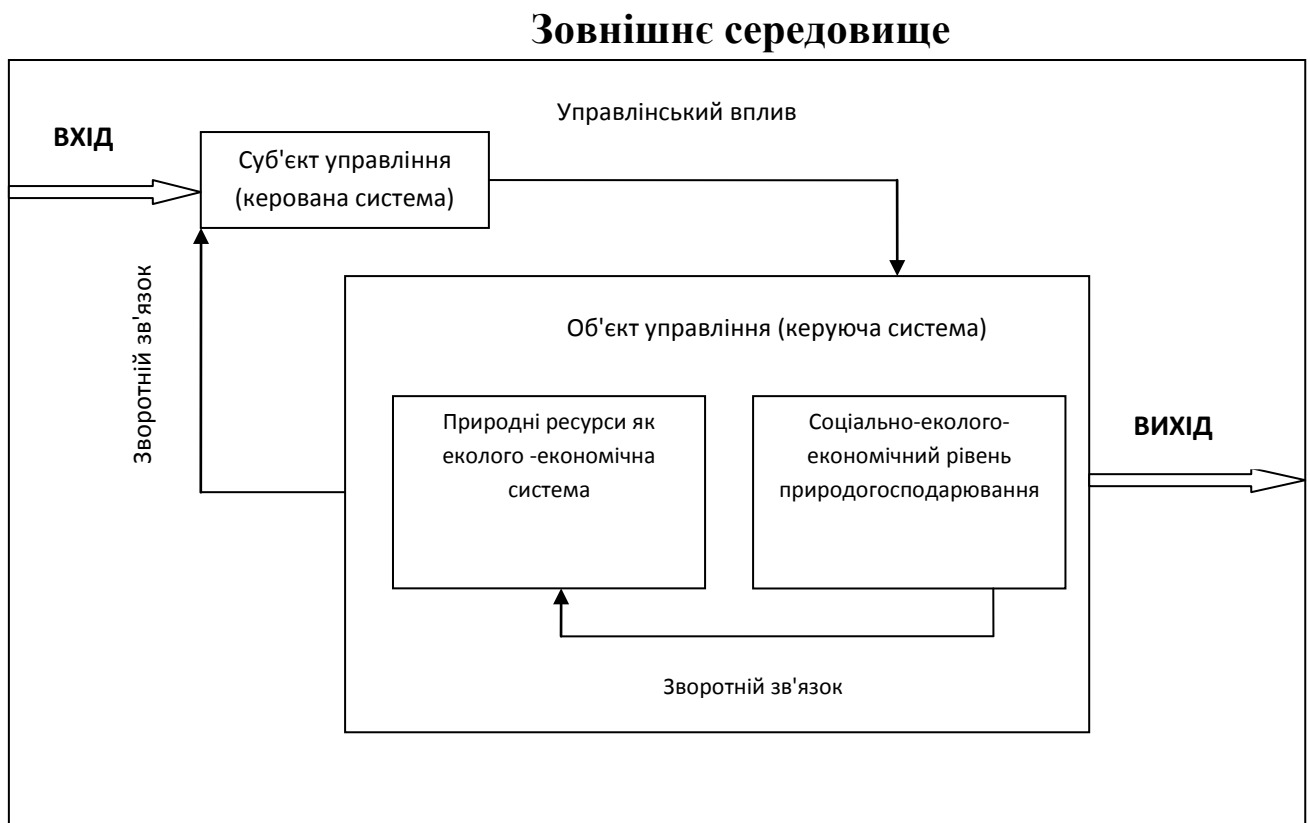 Зовнішнє середовище
Управлінський вплив
ВХІД
Суб'єкт управління
(керована система)
Зворотній зв'язок
Об'єкт управління (керуюча система)
Природні ресурси як
еколого -економічна
система
Соціально-еколого-
економічний рівень
природогосподарювання
ВИХІД
Зворотній зв'язок